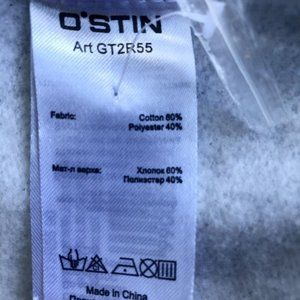 O'STIN
Art GT2R55
Fabric: Cotton 60%
Polyester 40%
Мат-л верха: Хлопок 60%
Полиэстер 40%
Made in China